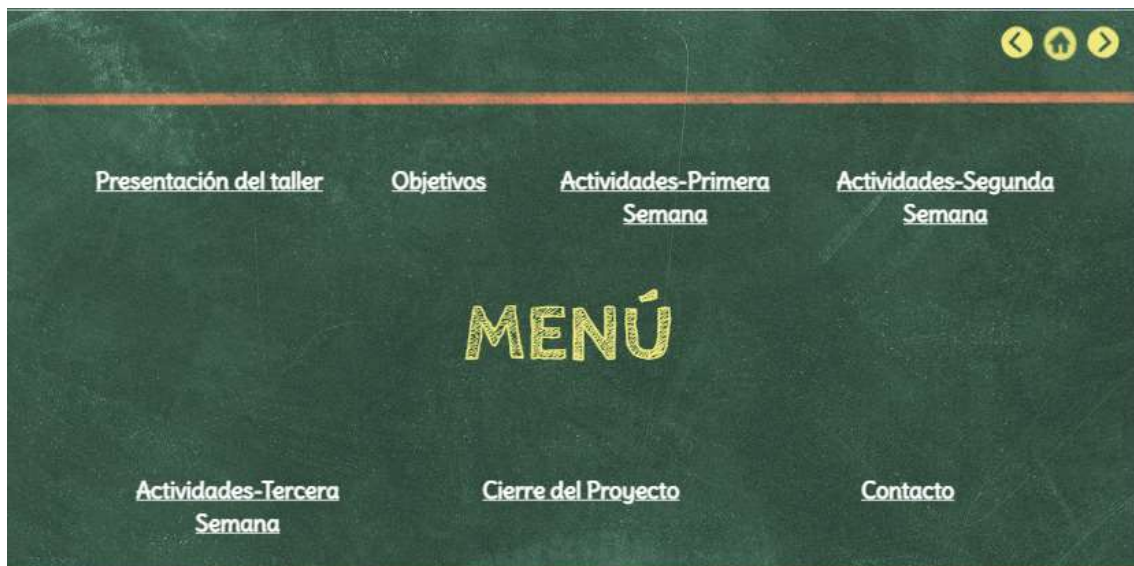 Presentación del taller
Objetivos
Actividades-Primera
Semana
Actividades-Segunda
Semana
MENÚ
Actividades-Tercera
Semana
Cierre del Proyecto
Contacto